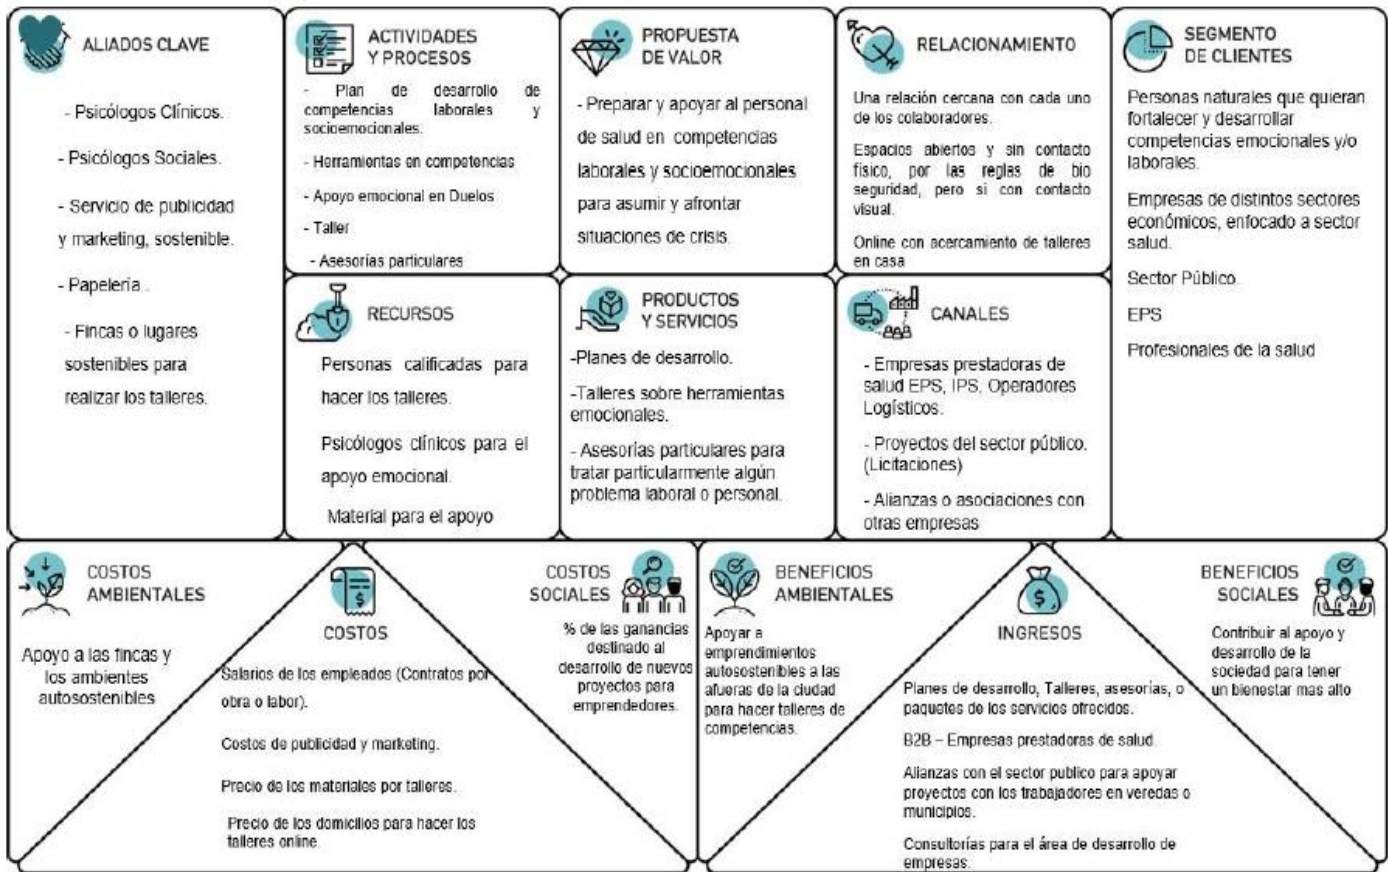 ALIADOS CLAVE
- Psicólogos Clínicos.
- Psicólogos Sociales.
- Servicio de publicidad
y marketing, sostenible.
- Papelería .
- Fincas o lugares
sostenibles para
realizar los talleres.
ACTIVIDADES
Y PROCESOS
- Plan de desarrollo de
competencias laborales y
socioemocionales.
- Herramientas en competencias
- Apoyo emocional en Duelos
- Taller
- Asesorías particulares
RECURSOS
Personas calificadas para
hacer los talleres.
Psicólogos clínicos para el
apoyo emocional.
Material para el apoyo
PROPUESTA
DE VALOR
- Preparar y apoyar al personal
de salud en competencias
laborales y socioemocionales
para asumir y afrontar
situaciones de crisis.
PRODUCTOS
Y SERVICIOS
-Planes de desarrollo.
-Talleres sobre herramientas
emocionales.
- Asesorías particulares para
tratar particularmente algún
problema laboral o personal.
RELACIONAMIENTO
Una relación cercana con cada uno
de los colaboradores.
Espacios abiertos y sin contacto
físico, por las reglas de bio
seguridad, pero si con contacto
visual.
Online con acercamiento de talleres
en casa
CANALES
- Empresas prestadoras de
salud EPS, IPS, Operadores
Logísticos.
- Proyectos del sector público.
(Licitaciones)
- Alianzas o asociaciones con
otras empresas
SEGMENTO
DE CLIENTES
Personas naturales que quieran
fortalecer y desarrollar
competencias emocionales y/o
laborales.
Empresas de distintos sectores
económicos, enfocado a sector
salud.
Sector Público.
EPS
Profesionales de la salud
COSTOS
AMBIENTALES
Apoyo a las fincas y
los ambientes
autosostenibles
COSTOS
Salarios de los empleados (Contratos por
obra o labor).
Costos de publicidad y marketing.
Precio de los materiales por talleres.
Precio de los domicilios para hacer los
talleres online.
COSTOS
SOCIALES
% de las ganancias
destinado al
desarrollo de nuevos
proyectos para
emprendedores.
BENEFICIOS
AMBIENTALES
Apoyar a
emprendimientos
autosostenibles a las
afueras de la ciudad
para hacer talleres de
competencias.
INGRESOS
Planes de desarrollo, Talleres, asesorías, o
paquetes de los servicios ofrecidos.
B2B – Empresas prestadoras de salud.
Alianzas con el sector publico para apoyar
proyectos con los trabajadores en veredas o
municipios.
Consultorías para el área de desarrollo de
empresas.
BENEFICIOS
SOCIALES
Contribuir al apoyo y
desarrollo de la
sociedad para tener
un bienestar mas alto